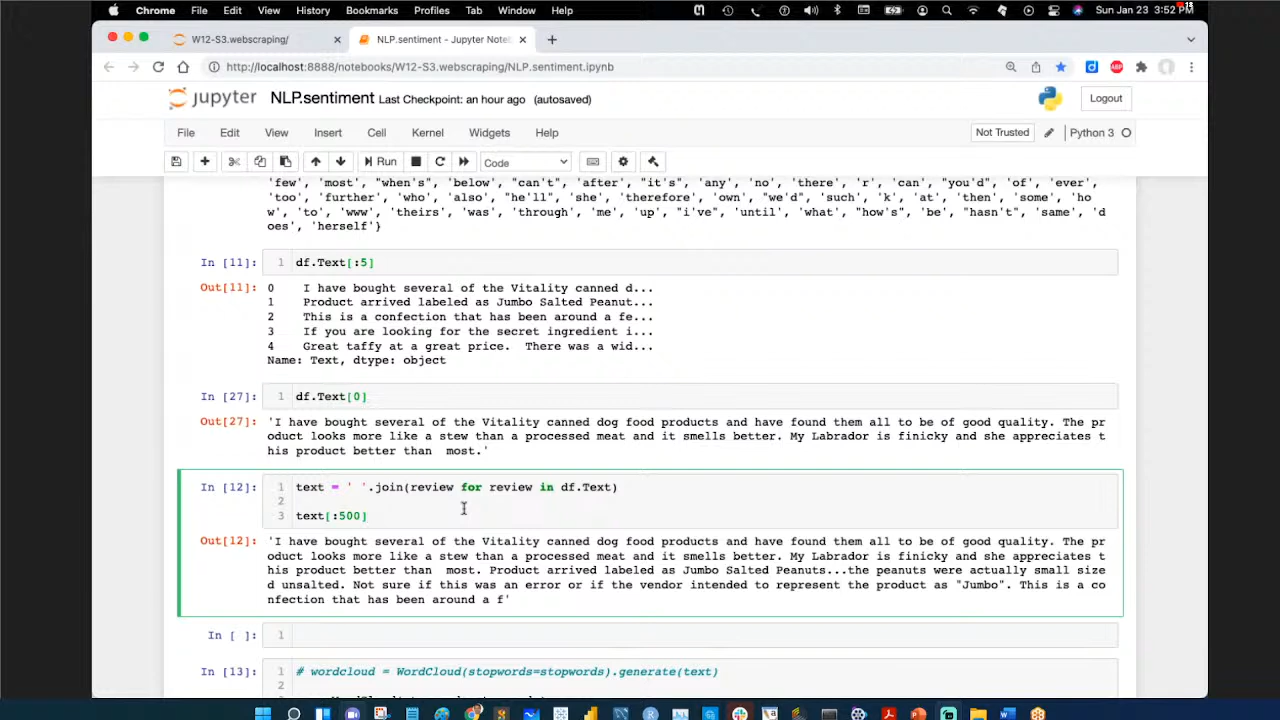 Chrome File Edit View History Bookmarks Profiles Tab Window Help Sun Jan 23 3:52 PM
W12-S3.webscraping/ NLP.sentiment - Jupyter Note
http://localhost:8888/notebooks/W12-S3.webscraping/NLP.sentiment.ipynb
jupyter NLP.sentiment Last Checkpoint: an hour ago (autosaved) Logout
File Edit View Insert Cell Kernel Widgets Help Not Trusted Python 3
Run Code
'few', 'most', "when's", 'below', "can't", 'after', "it's", 'any', 'no', 'there', 'r', 'can', "you'd", 'of', 'ever',
'too', 'further', 'who', 'also', "he'll", 'she', 'therefore', 'own', "we'd", 'such', 'k', 'at', 'then', 'some', 'ho
w', 'to', 'www', 'theirs', 'was', 'through', 'me', 'up', "i've", 'until', 'what', "how's", 'be', "hasn't", 'same', 'd
oes', 'herself'}
In [11]: 1 df.Text[:5]
Out[11]: 0 I have bought several of the Vitality canned d...
1 Product arrived labeled as Jumbo Salted Peanut...
2 This is a confection that has been around a fe...
3 If you are looking for the secret ingredient i...
4 Great taffy at a great price. There was a wid...
Name: Text, dtype: object
In [27]: 1 df.Text[0]
Out[27]: 'I have bought several of the Vitality canned dog food products and have found them all to be of good quality. The pr
oduct looks more like a stew than a processed meat and it smells better. My Labrador is finicky and she appreciates t
his product better than  most.'
In [12]: 1 text = ' '.join(review for review in df.Text)
2
3 text[:500]
Out[12]: 'I have bought several of the Vitality canned dog food products and have found them all to be of good quality. The pr
oduct looks more like a stew than a processed meat and it smells better. My Labrador is finicky and she appreciates t
his product better than  most. Product arrived labeled as Jumbo Salted Peanuts...the peanuts were actually small size
d unsalted. Not sure if this was an error or if the vendor intended to represent the product as "Jumbo". This is a co
nfection that has been around a f'
In [ ]: 1
In [13]: 1 # wordcloud = WordCloud(stopwords=stopwords).generate(text)
2